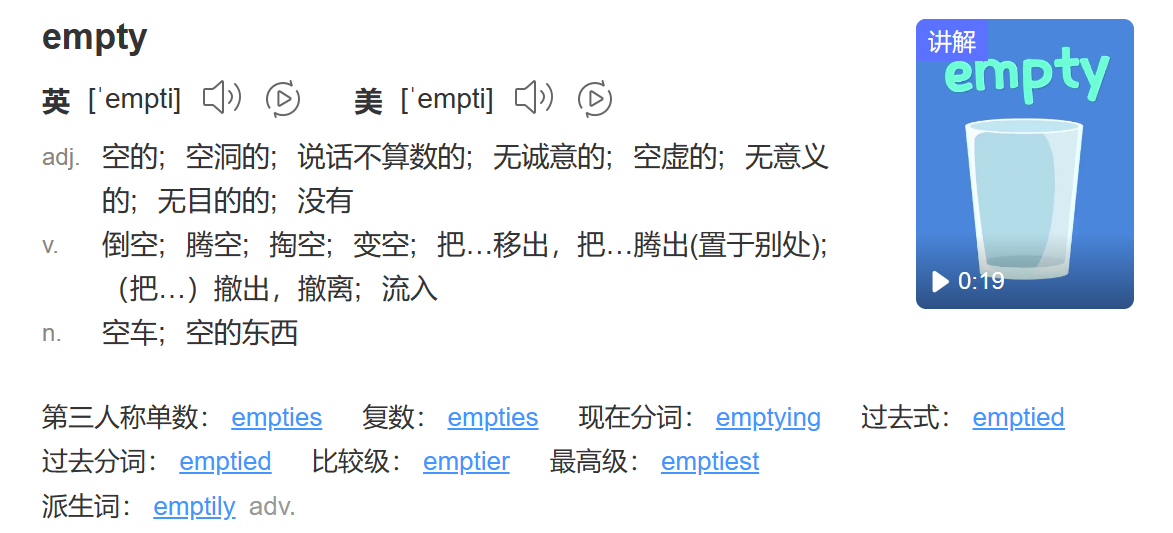 empty
讲解
empty
英 [ˈempti] 美 [ˈempti]
adj. 空的；空洞的；说话不算数的；无诚意的；空虚的；无意义
的；无目的的；没有
v. 倒空；腾空；掏空；变空；把…移出，把…腾出(置于别处)；
（把…）撤出，撤离；流入
0:19
n. 空车；空的东西
第三人称单数： empties 复数： empties 现在分词： emptying 过去式： emptied
过去分词： emptied 比较级： emptier 最高级： emptiest
派生词： emptily adv.